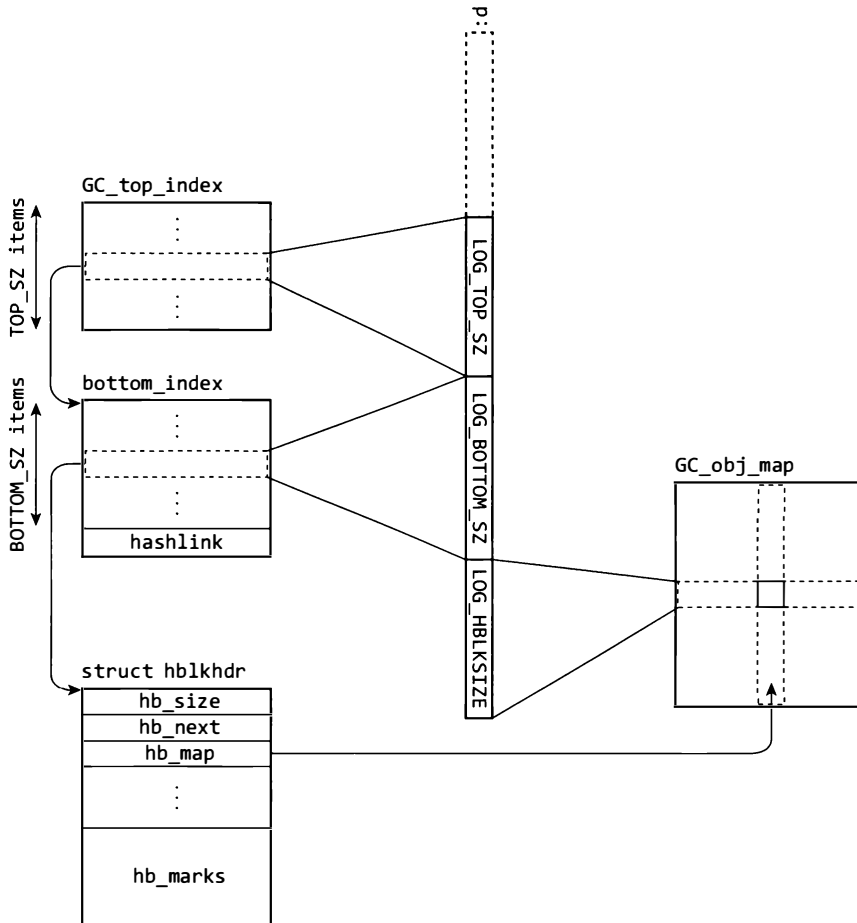 p:
GC_top_index
TOP_SZ items
LOG_TOP_SZ
bottom_index
BOTTOM_SZ items
hashlink
LOG_BOTTOM_SZ
GC_obj_map
LOG_HBLKSIZE
struct hblkhdr
hb_size
hb_next
hb_map
hb_marks